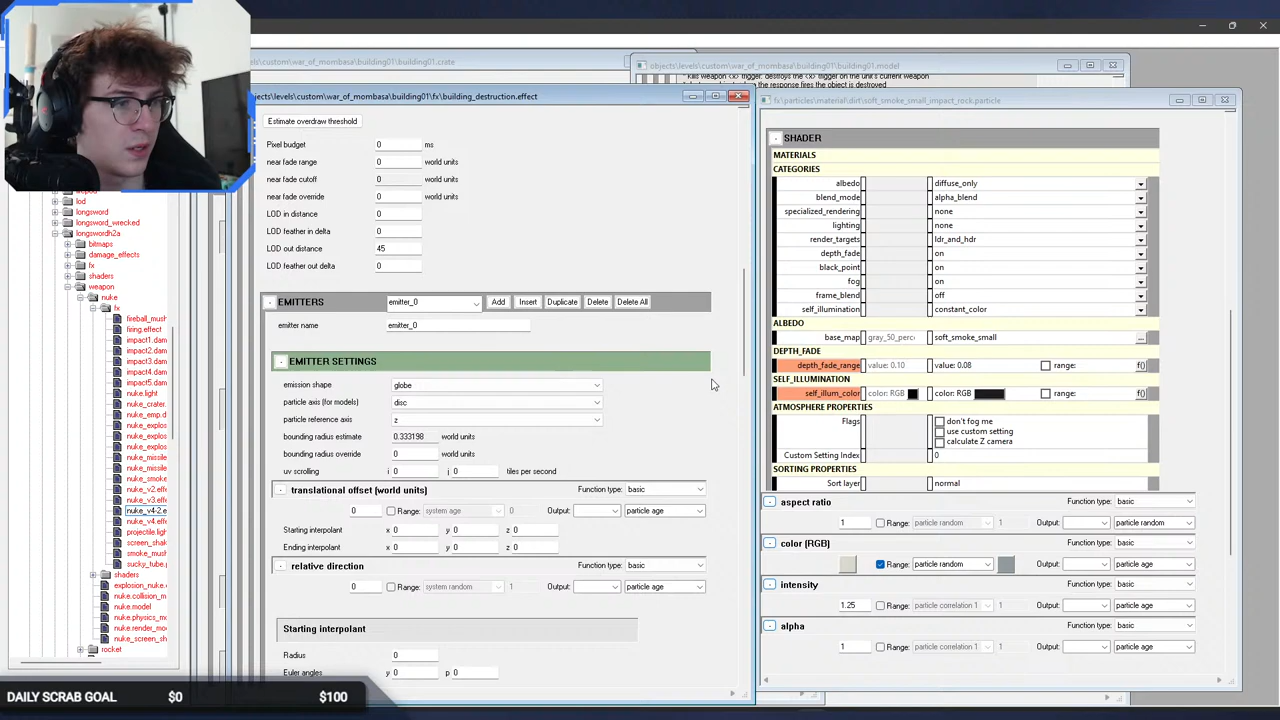 objects\levels\custom\war_of_mombasa\building01\building01.model
els\custom\war_of_mombasa\building01.crate
kills weapon <x> trigger: destroys the <x> trigger on the unit's current weapon
the response fires the object is destroyed
objects\levels\custom\war_of_mombasa\building01\fx\building_destruction.effect
fx\particles\material\dirt\soft_smoke_small_impact_rock.particle
Estimate overdraw threshold
Pixel budget 0 ms
near fade range 0 world units
near fade cutoff 0 world units
near fade override 0 world units
LOD in distance 0
LOD feather in delta 0
LOD out distance 45
LOD feather out delta 0
- EMITTERS emitter_0 Add Insert Duplicate Delete Delete All
emitter name emitter_0
- EMITTER SETTINGS
emission shape globe
particle axis (for models) disc
particle reference axis z
bounding radius estimate 0.333198 world units
bounding radius override 0 world units
uv scrolling i 0 j 0 tiles per second
- translational offset (world units) Function type: basic
0 Range: system age 0 Output: particle age
Starting interpolant x 0 y 0 z 0
Ending interpolant x 0 y 0 z 0
- relative direction Function type: basic
0 Range: system random 1 Output: particle age
Starting interpolant
Radius 0
Euler angles y 0 p 0
- SHADER
MATERIALS
CATEGORIES
albedo diffuse_only
blend_mode alpha_blend
specialized_rendering none
lighting none
render_targets ldr_and_hdr
depth_fade on
black_point on
fog on
frame_blend off
self_illumination constant_color
ALBEDO
base_map gray_50_perc soft_smoke_small ...
DEPTH_FADE
depth_fade_range value: 0.10 value: 0.08 range: f()
SELF_ILLUMINATION
self_illum_color color: RGB color: RGB range: f()
ATMOSPHERE PROPERTIES
Flags don't fog me
use custom setting
calculate Z camera
Custom Setting Index 0
SORTING PROPERTIES
Sort layer normal
- aspect ratio Function type: basic
1 Range: particle random 1 Output: particle random
- color (RGB) Function type: basic
Range: particle random Output: particle age
- intensity Function type: basic
1.25 Range: particle correlation 1 1 Output: particle age
- alpha Function type: basic
1 Range: particle correlation 1 1 Output: particle age
lod
longsword
longsword_wrecked
longswordh2a
bitmaps
damage_effects
fx
shaders
weapon
nuke
fx
fireball_mush
firing.effect
impact1.dam
impact2.dam
impact3.dam
impact4.dam
impact5.dam
nuke.light
nuke_crater.
nuke_emp.d
nuke_explos
nuke_explos
nuke_explos
nuke_missile
nuke_missile
nuke_smok
nuke_v2.effe
nuke_v3.effe
nuke_v4-2.e
nuke_v4.effe
projectile.ligh
screen_shak
smoke_mush
sucky_tube.p
shaders
explosion_nuke.e
nuke.collision_mo
nuke.model
nuke.physics_mo
nuke.render_mod
nuke_screen_sh
rocket
DAILY SCRAB GOAL $0 $100